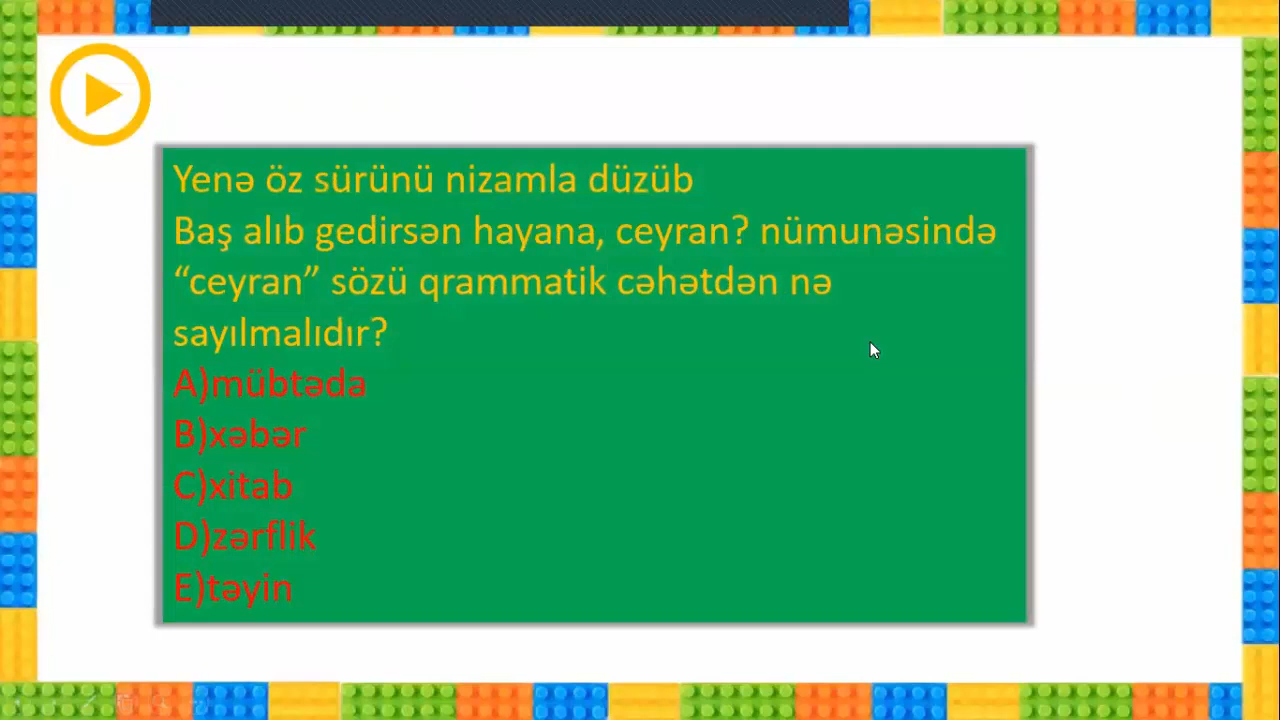 Yenə öz sürünü nizamla düzüb
Baş alıb gedirsən hayana, ceyran? nümunəsində
“ceyran” sözü qrammatik cəhətdən nə
sayılmalıdır?
A)mübtəda
B)xəbər
C)xitab
D)zərflik
E)təyin